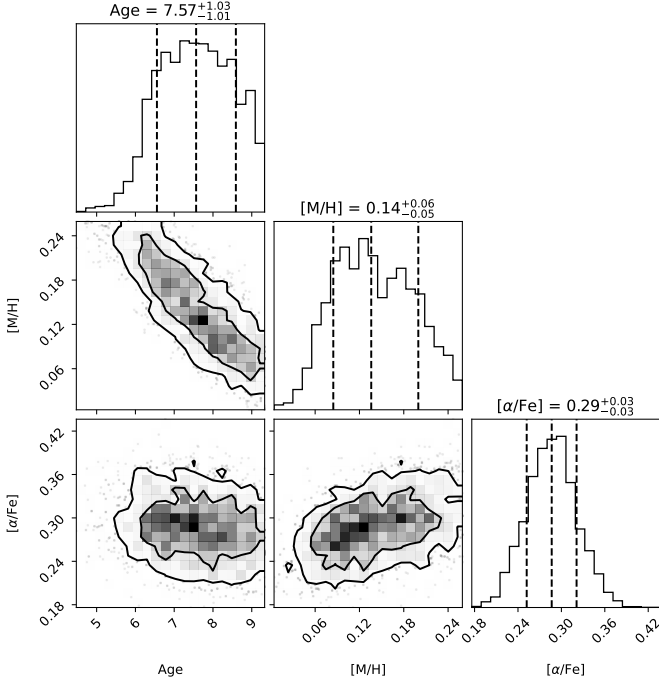 Age = 7.57+1.03 −1.01
[M/H] = 0.14+0.06 −0.05
0.24
0.18
0.12
0.06
[M/H]
[α/Fe] = 0.29+0.03 −0.03
0.42
0.36
0.30
0.24
0.18
[α/Fe]
5 6 7 8 9
0.06 0.12 0.18 0.24
0.18 0.24 0.30 0.36 0.42
Age [M/H] [α/Fe]